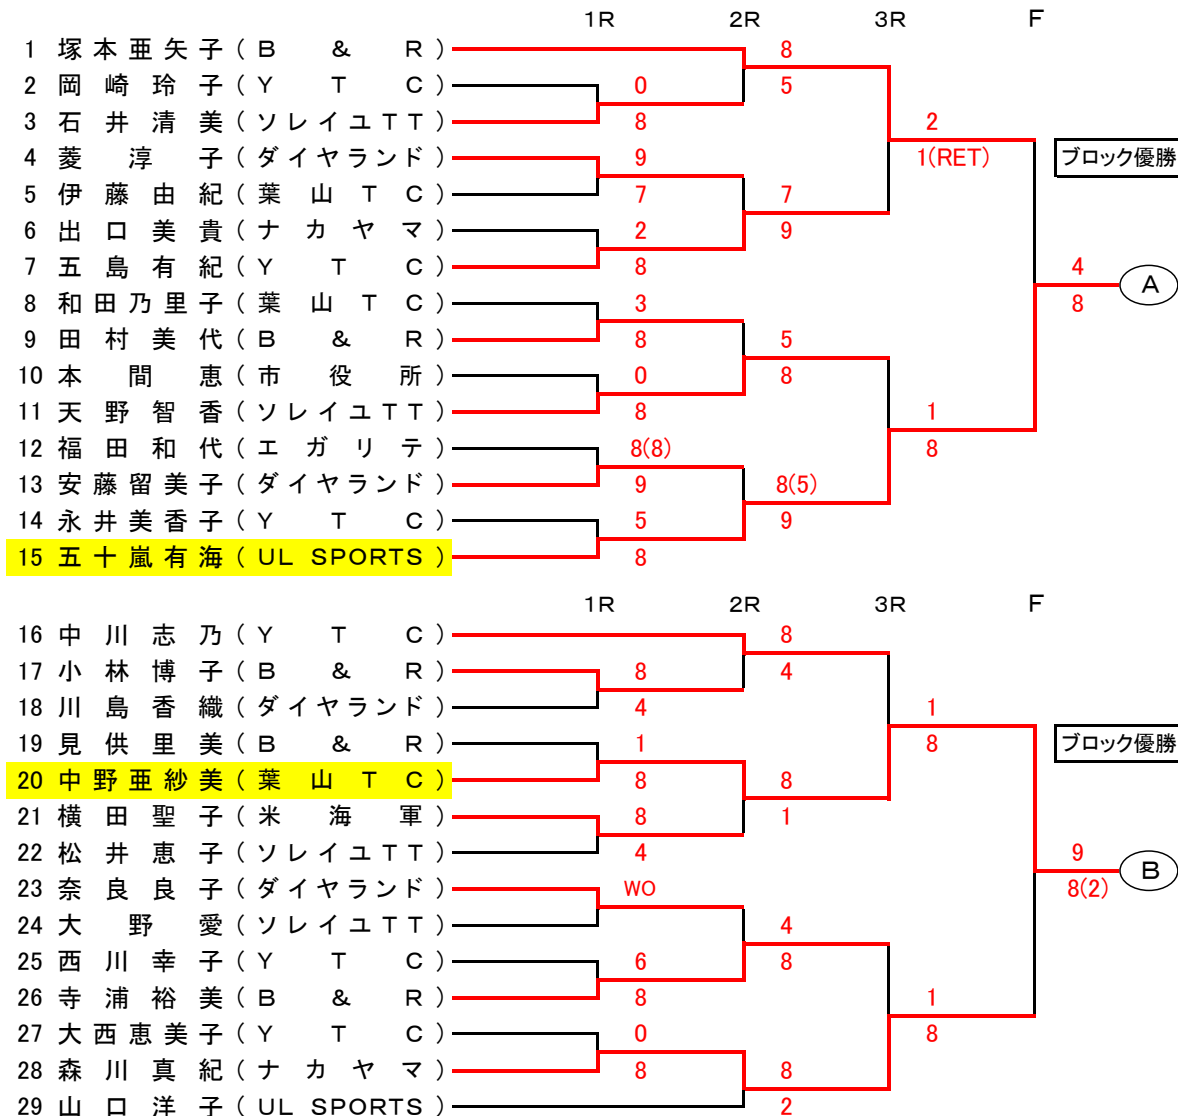 1R 2R 3R F
1 塚本亜矢子(B & R) 8
2 岡崎玲子(Y T C) 0 5
3 石井清美(ソレイユTT) 8 2
4 菱淳子(ダイヤランド) 9 1(RET) ブロック優勝
5 伊藤由紀(葉山TC) 7 7
6 出口美貴(ナカヤマ) 2 9
7 五島有紀(Y T C) 8 4
8 和田乃里子(葉山TC) 3 8 A
9 田村美代(B & R) 8 5
10 本間恵(市役所) 0 8
11 天野智香(ソレイユTT) 8 1
12 福田和代(エガリテ) 8(8) 8
13 安藤留美子(ダイヤランド) 9 8(5)
14 永井美香子(Y T C) 5 9
15 五十嵐有海(UL SPORTS) 8
1R 2R 3R F
16 中川志乃(Y T C) 8
17 小林博子(B & R) 8 4
18 川島香織(ダイヤランド) 4 1
19 見供里美(B & R) 1 8 ブロック優勝
20 中野亜紗美(葉山TC) 8 8
21 横田聖子(米海軍) 8 1
22 松井恵子(ソレイユTT) 4 9
23 奈良良子(ダイヤランド) WO 8(2) B
24 大野愛(ソレイユTT) 4
25 西川幸子(Y T C) 6 8
26 寺浦裕美(B & R) 8 1
27 大西恵美子(Y T C) 0 8
28 森川真紀(ナカヤマ) 8 8
29 山口洋子(UL SPORTS) 2